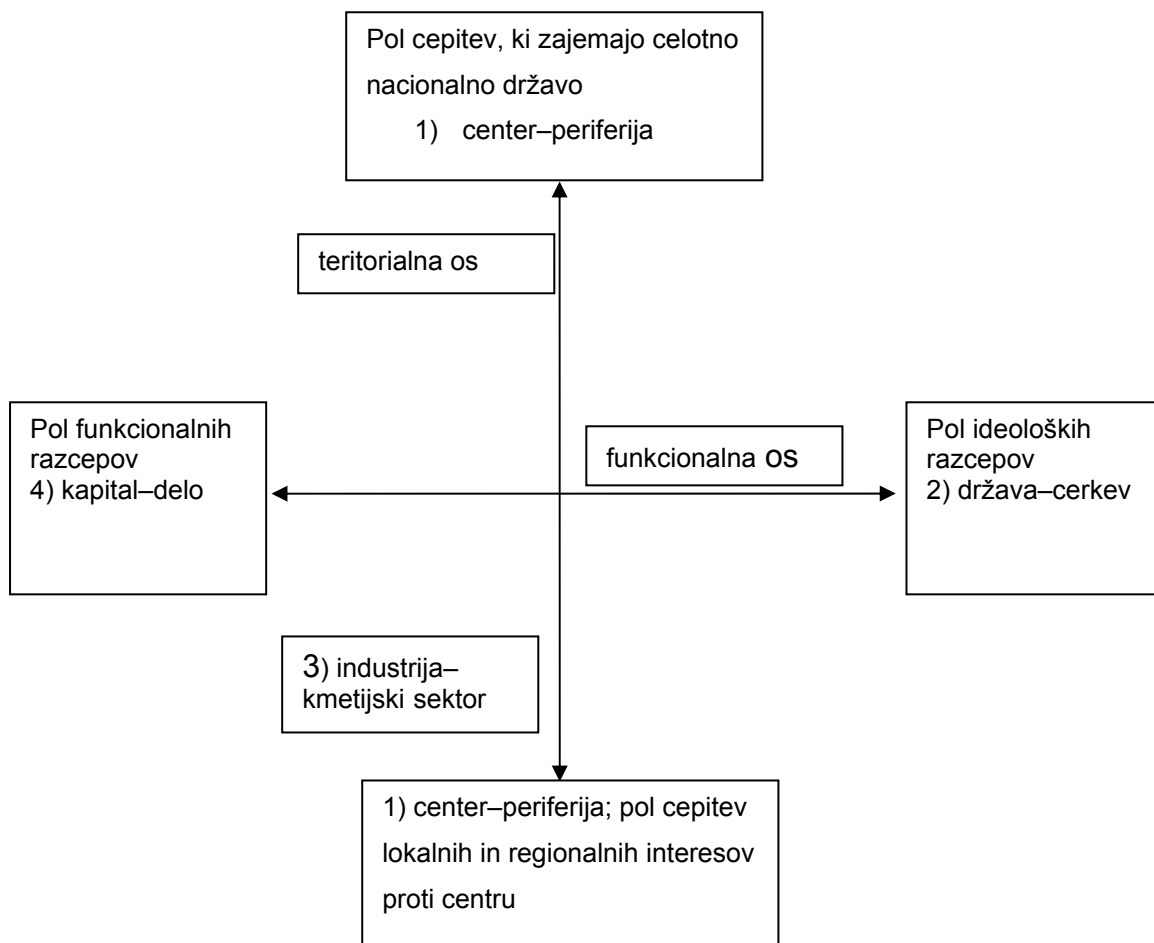 Pol cepitev, ki zajemajo celotno
nacionalno državo
1) center–periferija
teritorialna os
Pol funkcionalnih
razcepov
4) kapital–delo
funkcionalna os
Pol ideoloških
razcepov
2) država–cerkev
3) industrija–
kmetijski sektor
1) center–periferija; pol cepitev
lokalnih in regionalnih interesov
proti centru